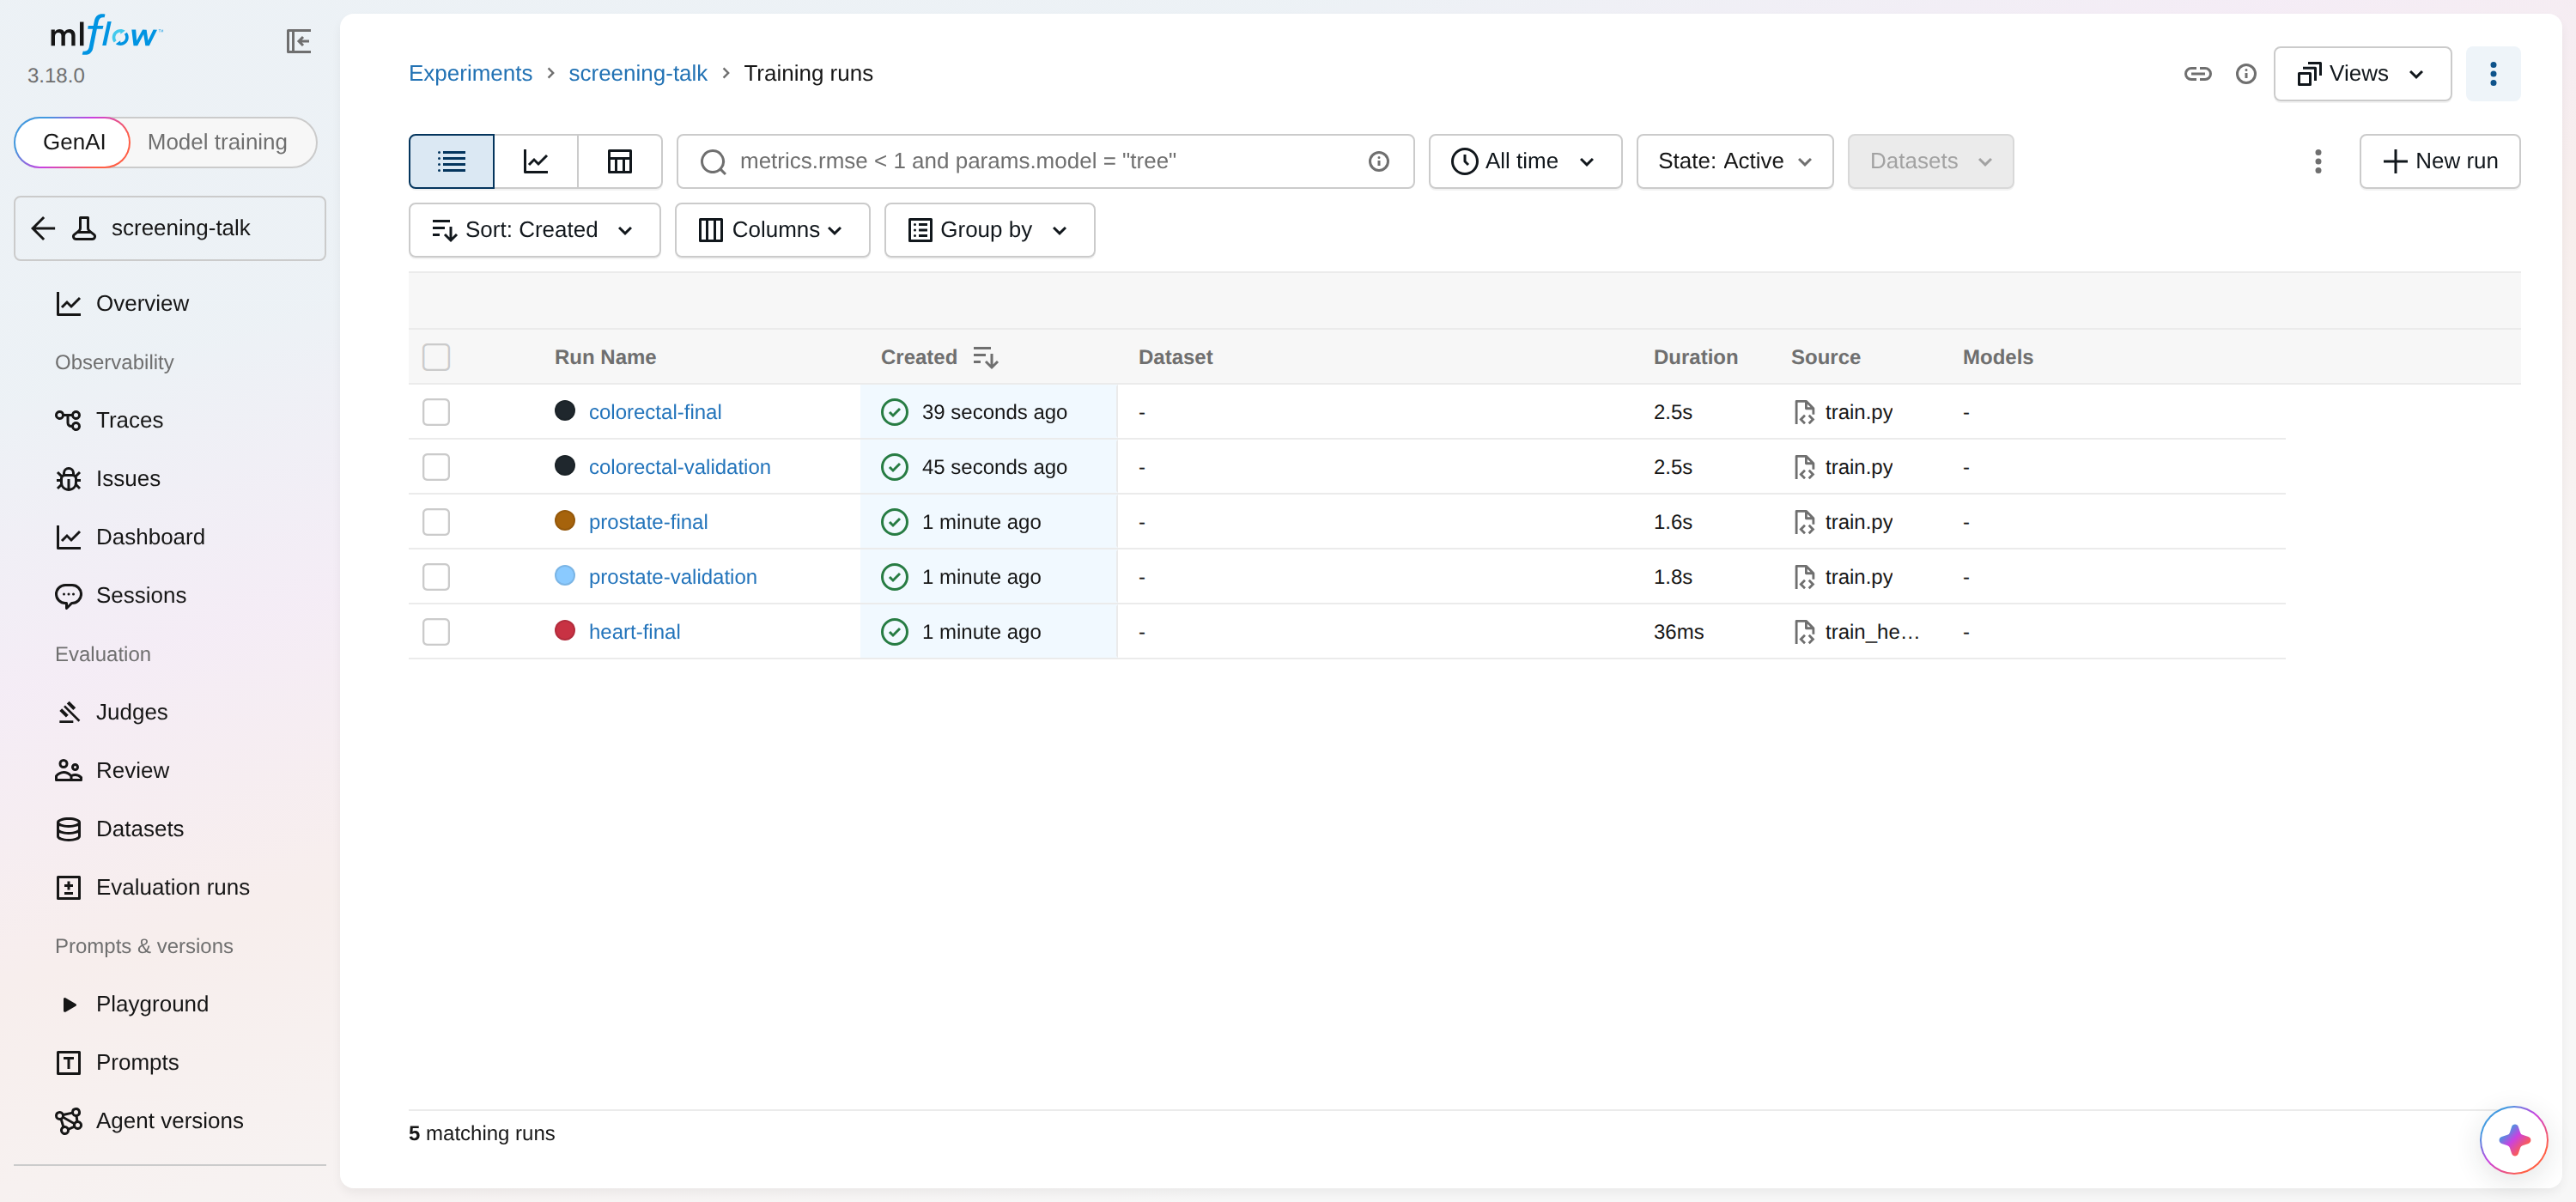 mlflow
3.18.0
GenAI Model training
screening-talk
Overview
Observability
Traces
Issues
Dashboard
Sessions
Evaluation
Judges
Review
Datasets
Evaluation runs
Prompts & versions
Playground
Prompts
Agent versions
Experiments > screening-talk > Training runs
Views
metrics.rmse < 1 and params.model = "tree"
All time
State: Active
Datasets
New run
Sort: Created
Columns
Group by
Run Name Created Dataset Duration Source Models
colorectal-final 39 seconds ago - 2.5s train.py -
colorectal-validation 45 seconds ago - 2.5s train.py -
prostate-final 1 minute ago - 1.6s train.py -
prostate-validation 1 minute ago - 1.8s train.py -
heart-final 1 minute ago - 36ms train_he… -
5 matching runs